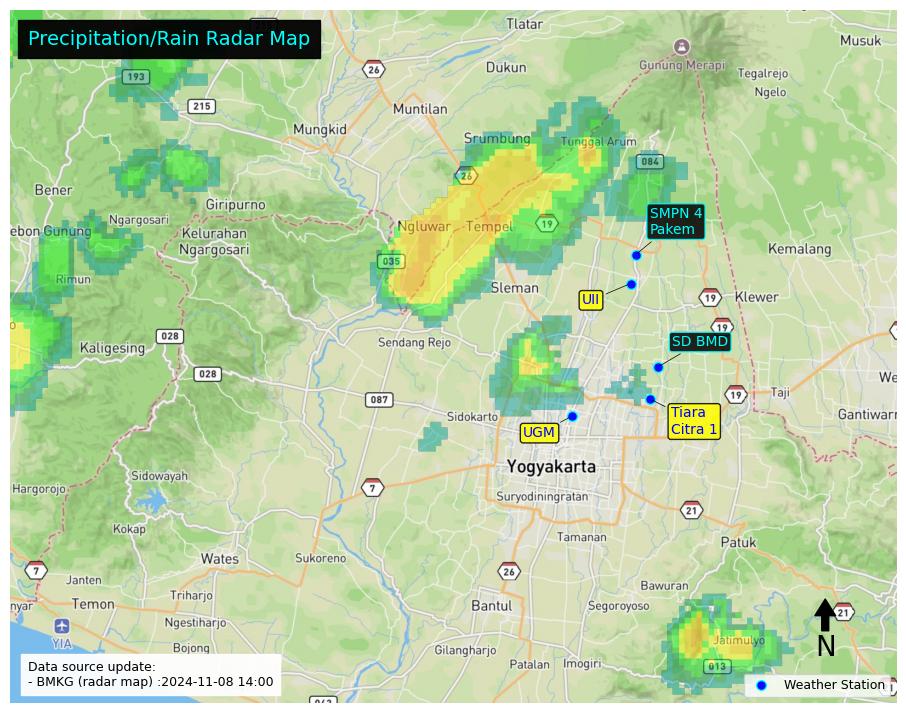 Precipitation/Rain Radar Map
Tlatar
Musuk
26
193
Dukun
Gunung Merapi
Tegalrejo
Ngelo
215
Muntilan
Mungkid
Srumbung
Tunggal Arum
084
26
Bener
Giripurno
Ngargosari
SMPN 4
Pakem
ebon Gunung
Kelurahan
Ngargosari
Ngluwar
Tempel
19
Kemalang
035
Rimun
Sleman
UII
19
Klewer
19
o
028
Kaligesing
Sendang Rejo
SD BMD
028
We
087
19
Taji
Sidokarto
Tiara
Citra 1
Gantiwarn
UGM
Yogyakarta
Sidowayah
Hargorojo
7
Suryodiningratan
21
Kokap
Tamanan
Patuk
Wates
Sukoreno
7
26
Janten
Bawuran
Triharjo
nyar
Temon
Bantul
Segoroyoso
21
Ngestiharjo
YIA
Jatimulyo
N
Bojong
Gilangharjo
Patalan
Imogiri
013
Data source update:
- BMKG (radar map) :2024-11-08 14:00
Weather Station